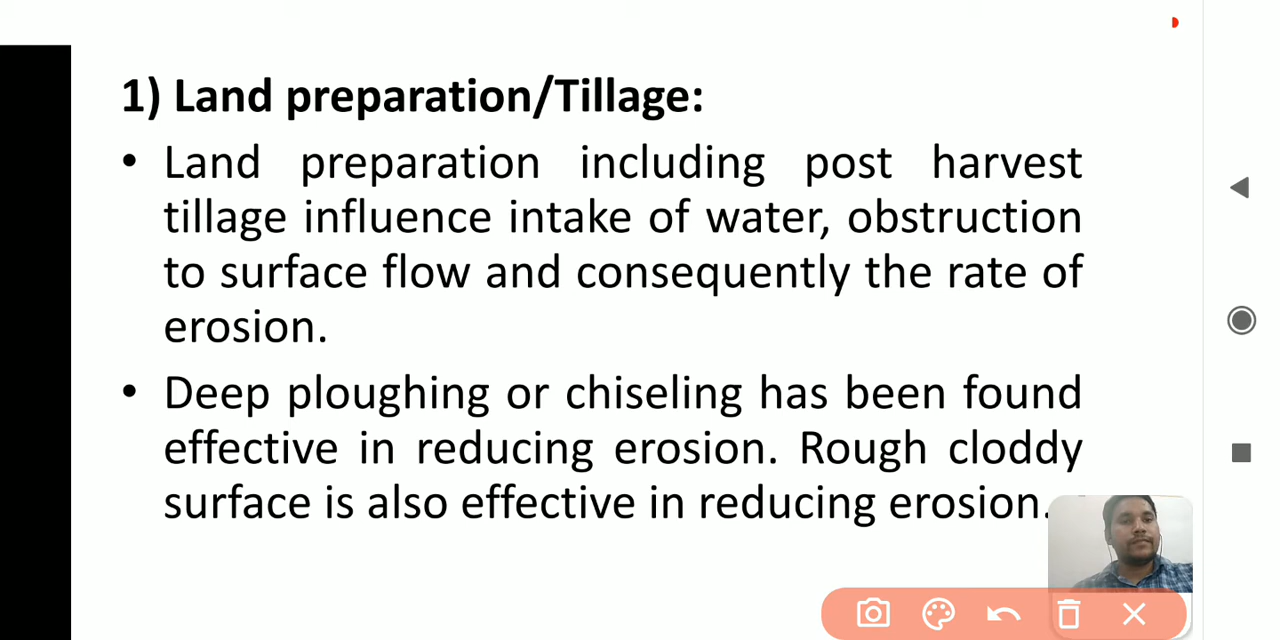 1) Land preparation/Tillage:
• Land preparation including post harvest
tillage influence intake of water, obstruction
to surface flow and consequently the rate of
erosion.
• Deep ploughing or chiseling has been found
effective in reducing erosion. Rough cloddy
surface is also effective in reducing erosion.